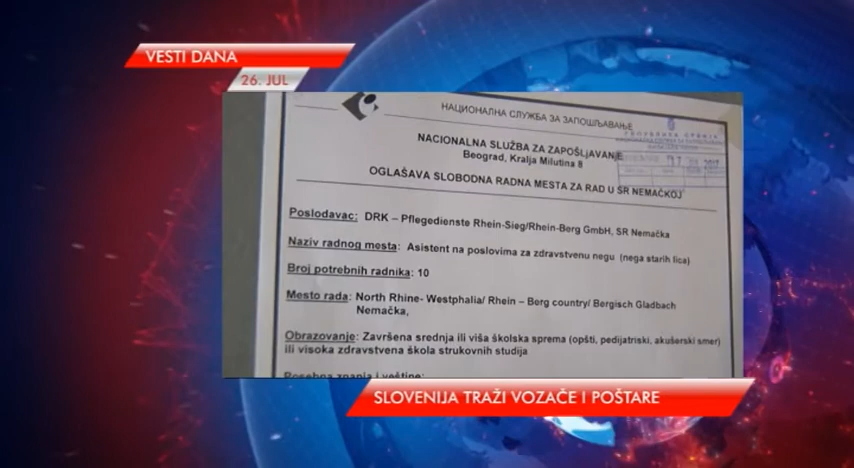 VESTI DANA
26. JUL
НАЦИОНАЛНА СЛУЖБА ЗА ЗАПОШЉАВАЊЕ
NACIONALNA SLUŽBA ZA ZAPOŠLJAVANJE
Beograd, Kralja Milutina 8
OGLAŠAVA SLOBODNA RADNA MESTA ZA RAD U SR NEMAČKOJ
Poslodavac: DRK – Pflegedienste Rhein-Sieg/Rhein-Berg GmbH, SR Nemačka
Naziv radnog mesta: Asistent na poslovima za zdravstvenu negu (nega starih lica)
Broj potrebnih radnika: 10
Mesto rada: North Rhine- Westphalia/ Rhein – Berg country/ Bergisch Gladbach
Nemačka,
Obrazovanje: Završena srednja ili viša školska sprema (opšti, pedijatriski, akušerski smer)
ili visoka zdravstvena škola strukovnih studija
Posebna znanja i veštine:
SLOVENIJA TRAŽI VOZAČE I POŠTARE